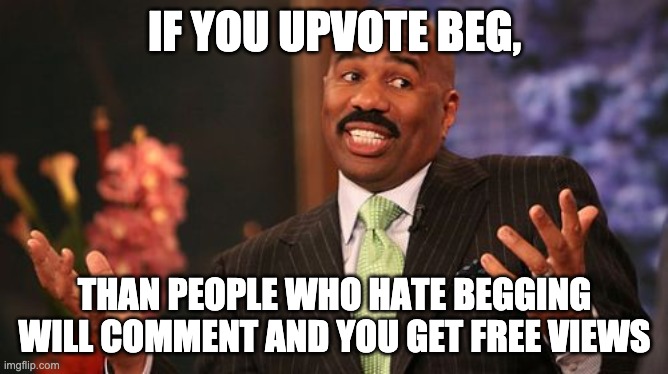 IF YOU UPVOTE BEG,
THAN PEOPLE WHO HATE BEGGING
WILL COMMENT AND YOU GET FREE VIEWS
imgflip.com